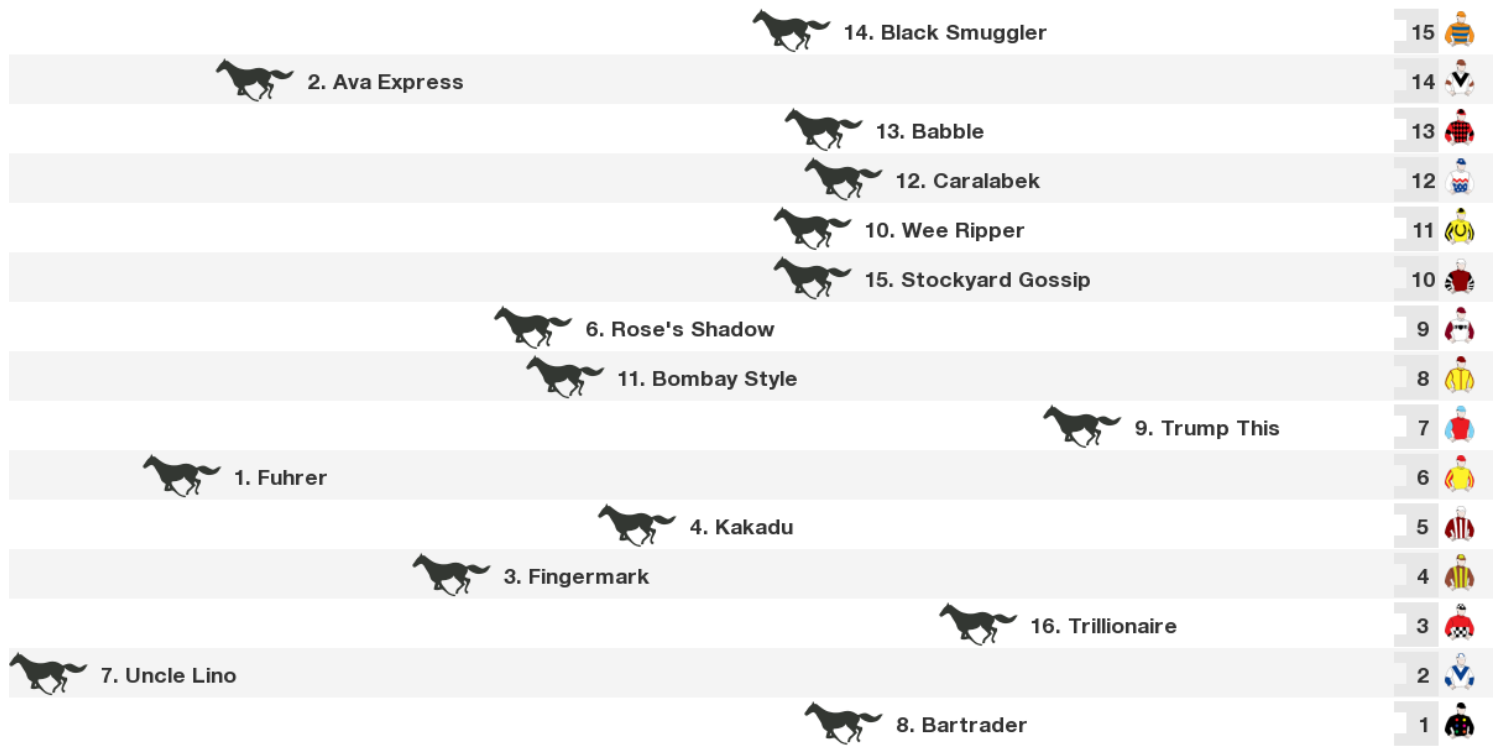 14. Black Smuggler 15
2. Ava Express 14
13. Babble 13
12. Caralabek 12
10. Wee Ripper 11
15. Stockyard Gossip 10
6. Rose's Shadow 9
11. Bombay Style 8
9. Trump This 7
1. Fuhrer 6
4. Kakadu 5
3. Fingermark 4
16. Trillionaire 3
7. Uncle Lino 2
8. Bartrader 1